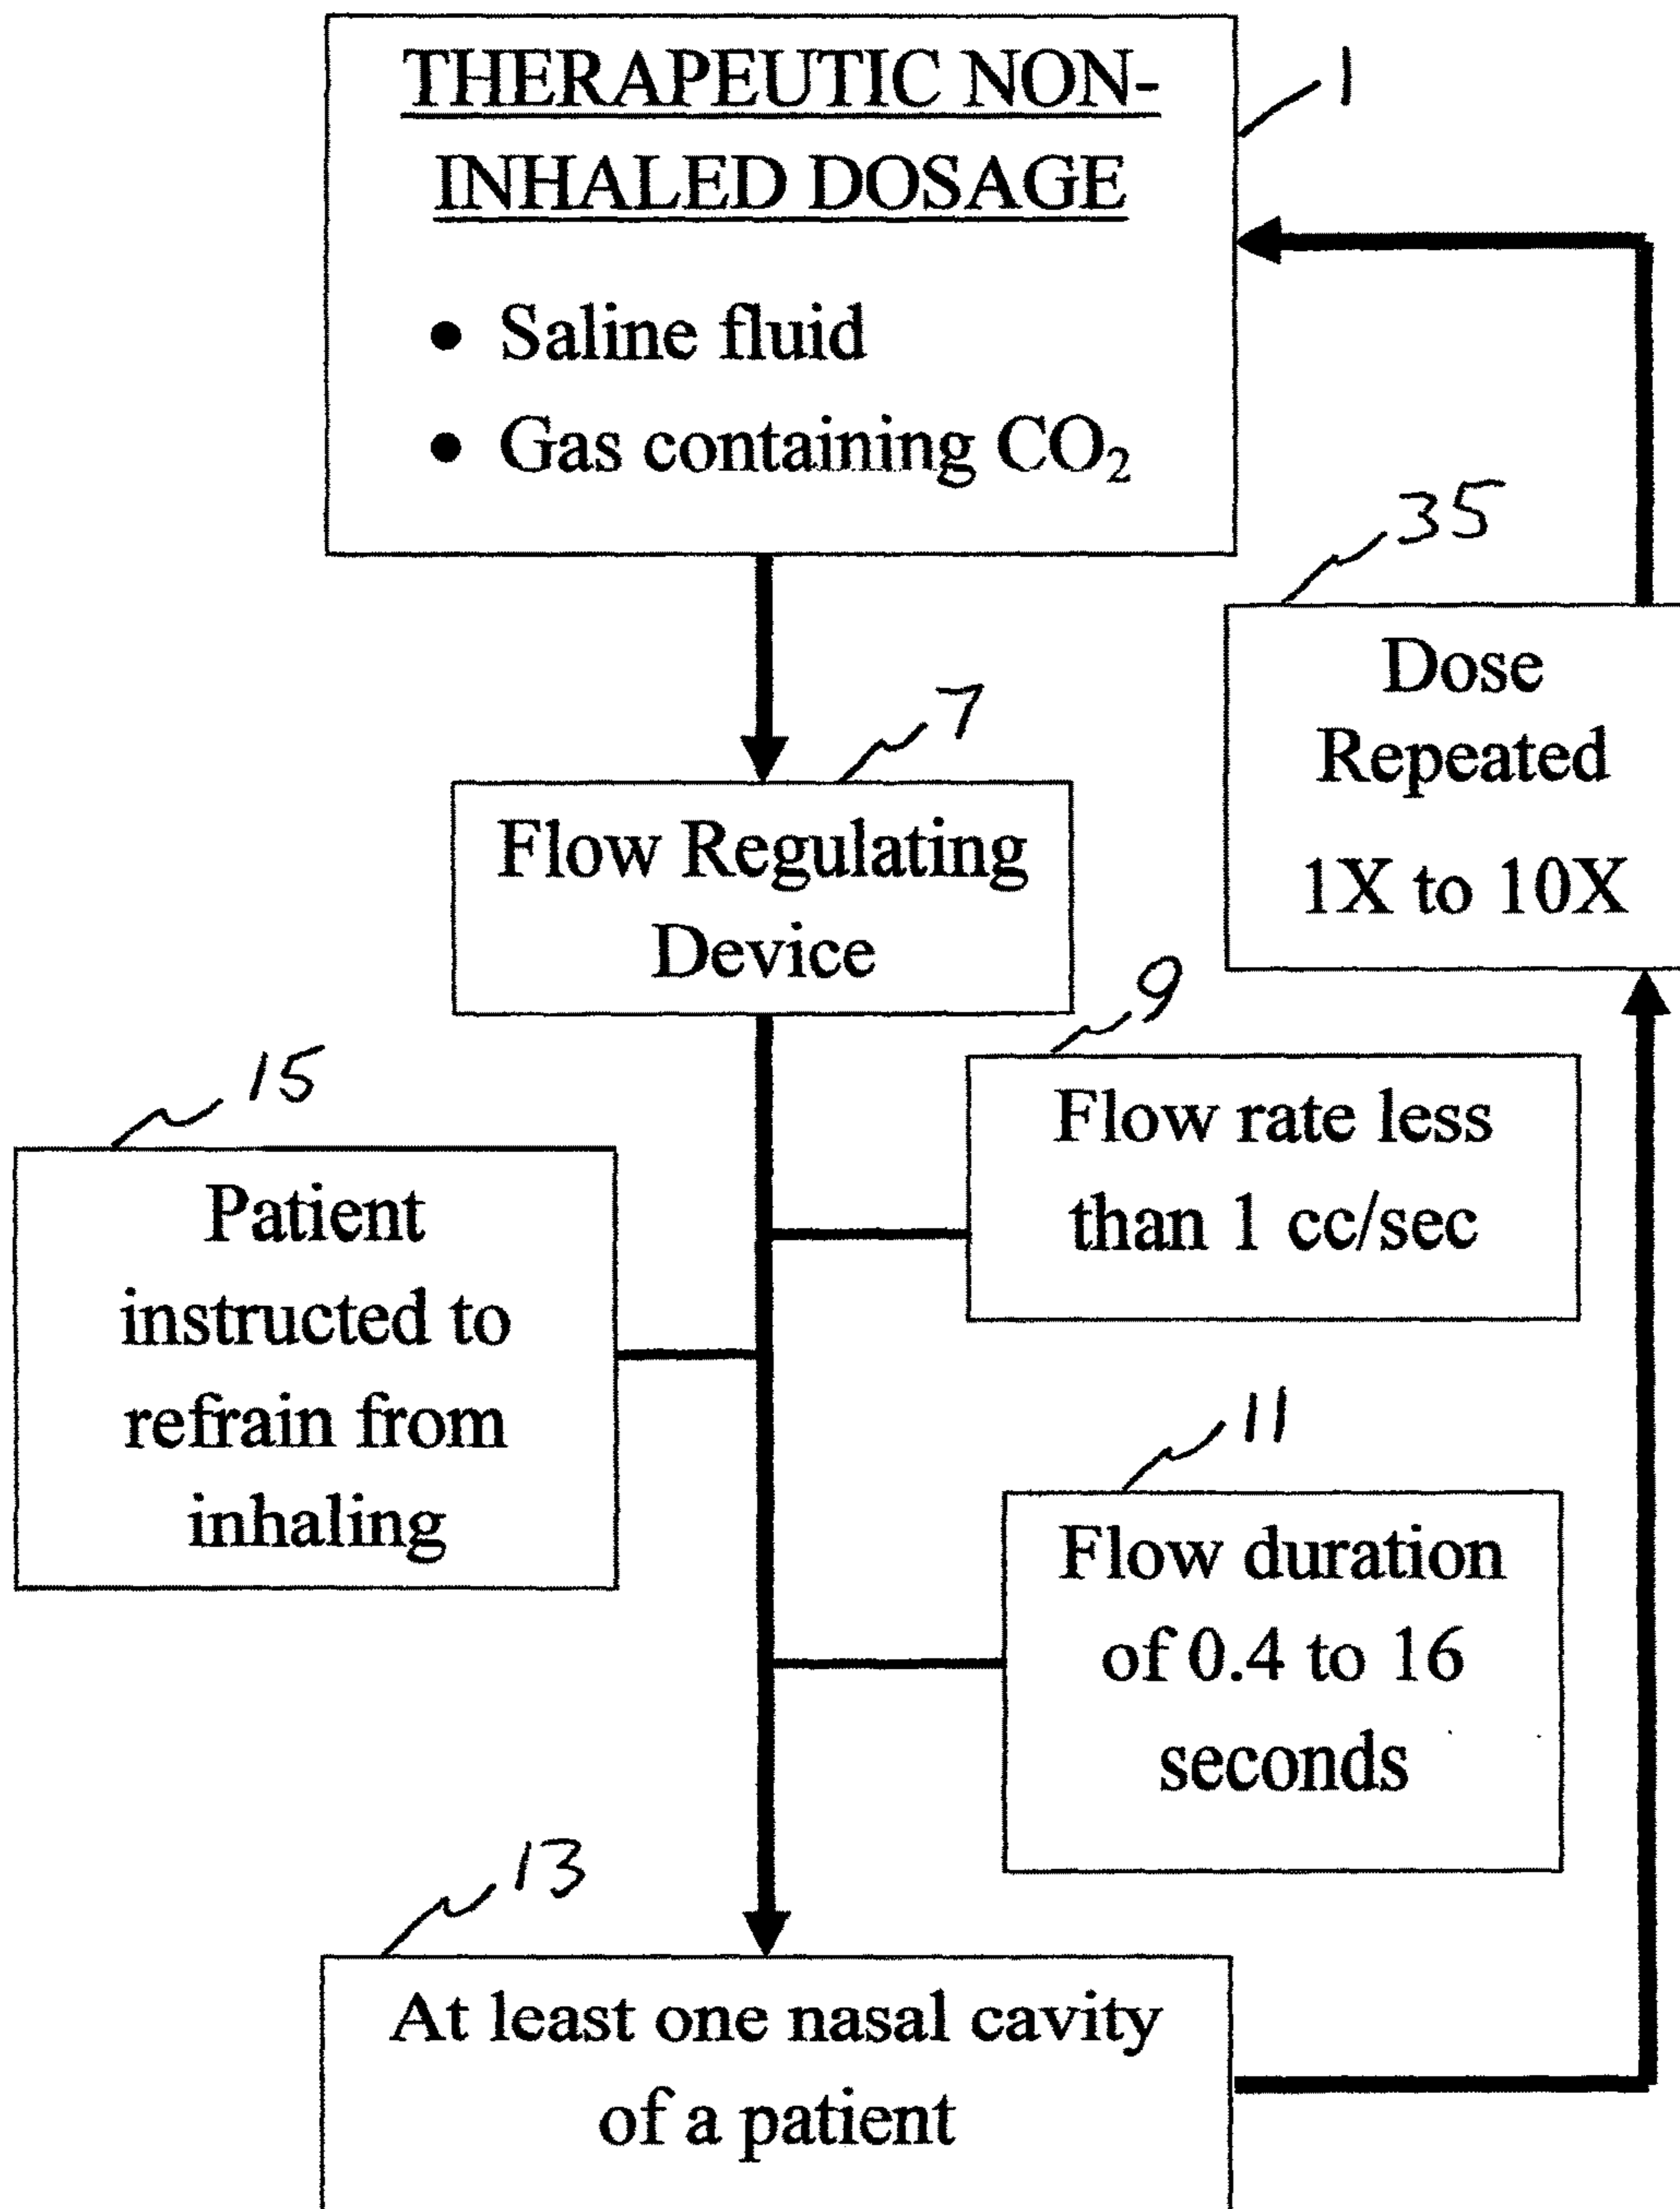 THERAPEUTIC NON-
INHALED DOSAGE
• Saline fluid
• Gas containing CO₂
1
35
Dose
Repeated
1X to 10X
7
Flow Regulating
Device
9
Flow rate less
than 1 cc/sec
15
Patient
instructed to
refrain from
inhaling
11
Flow duration
of 0.4 to 16
seconds
13
At least one nasal cavity
of a patient